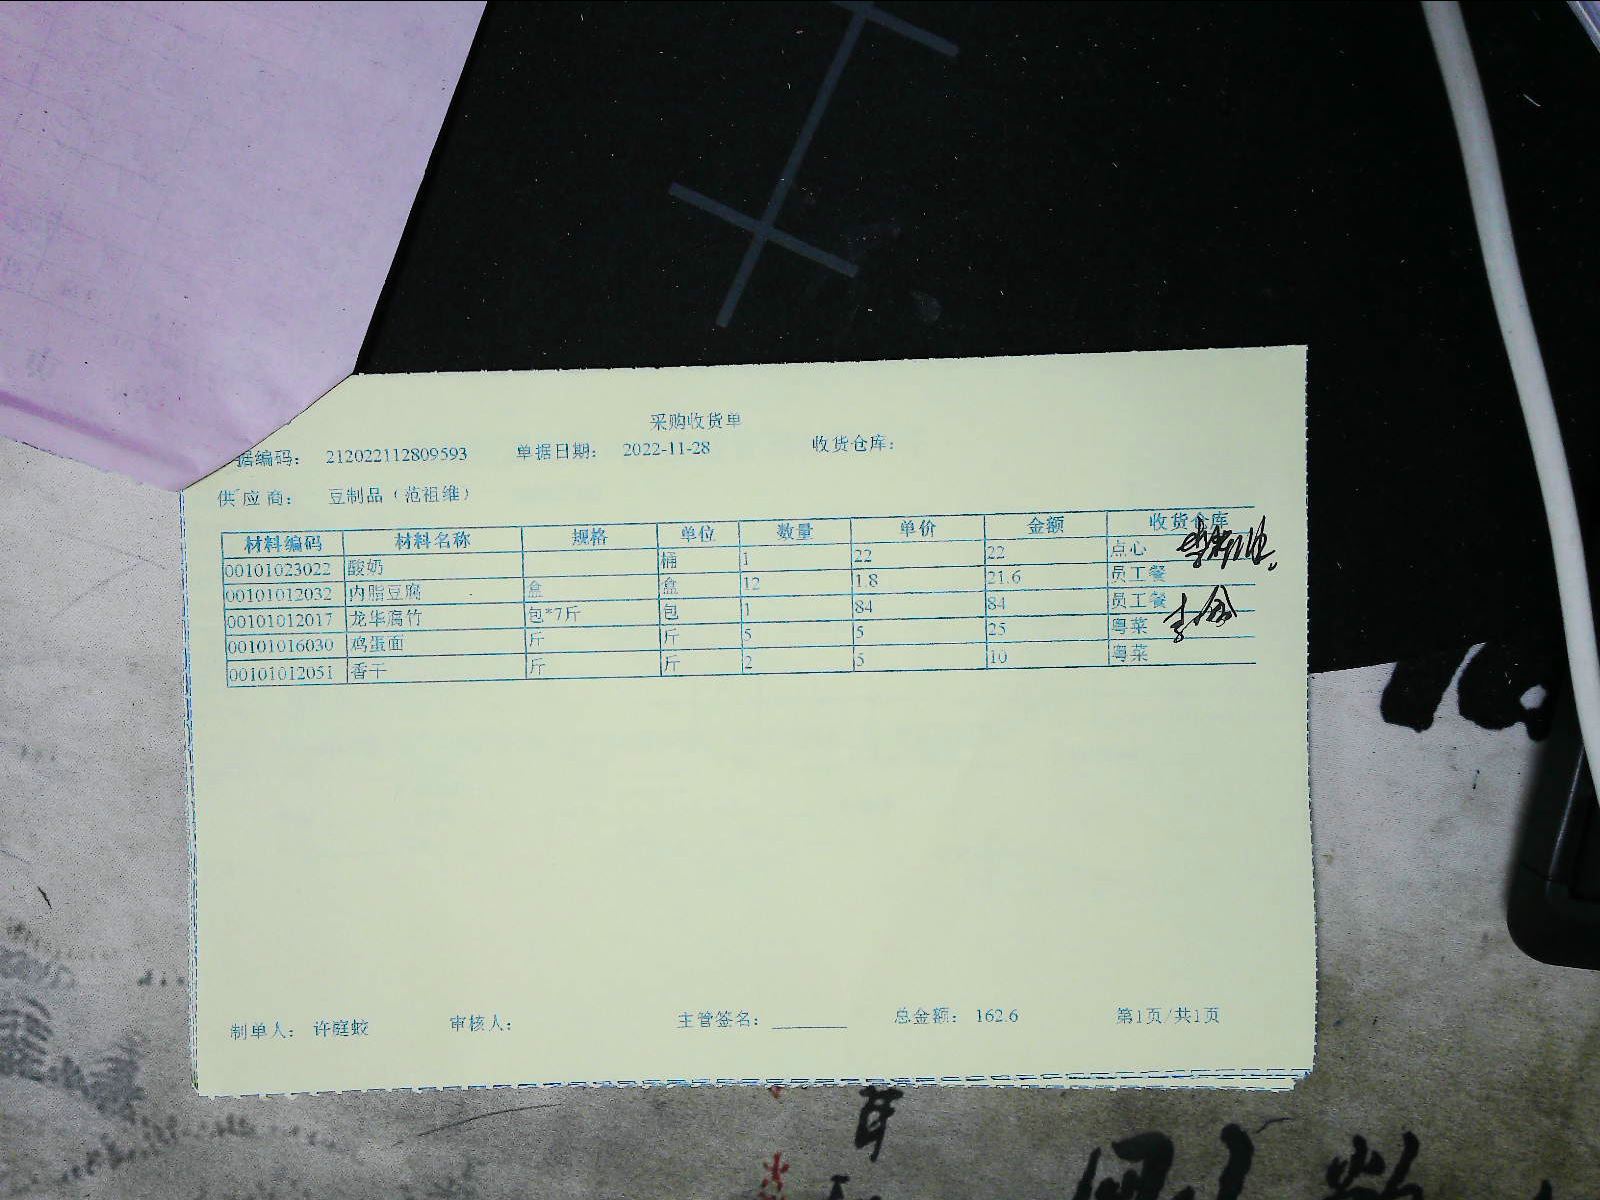 采购收货单
据编码： 212022112809593 单据日期： 2022-11-28 收货仓库：
供应商： 豆制品（范祖维）
材料编码 材料名称 规格 单位 数量 单价 金额 收货仓库
00101023022 酸奶 桶 1 22 22 点心
00101012032 内脂豆腐 盒 盒 12 1.8 21.6 员工餐
00101012017 龙华腐竹 包*7斤 包 1 84 84 员工餐
00101016030 鸡蛋面 斤 斤 5 5 25 粤菜
00101012051 香干 斤 斤 2 5 10 粤菜
制单人： 许庭蛟 审核人： 主管签名： 总金额： 162.6 第1页/共1页